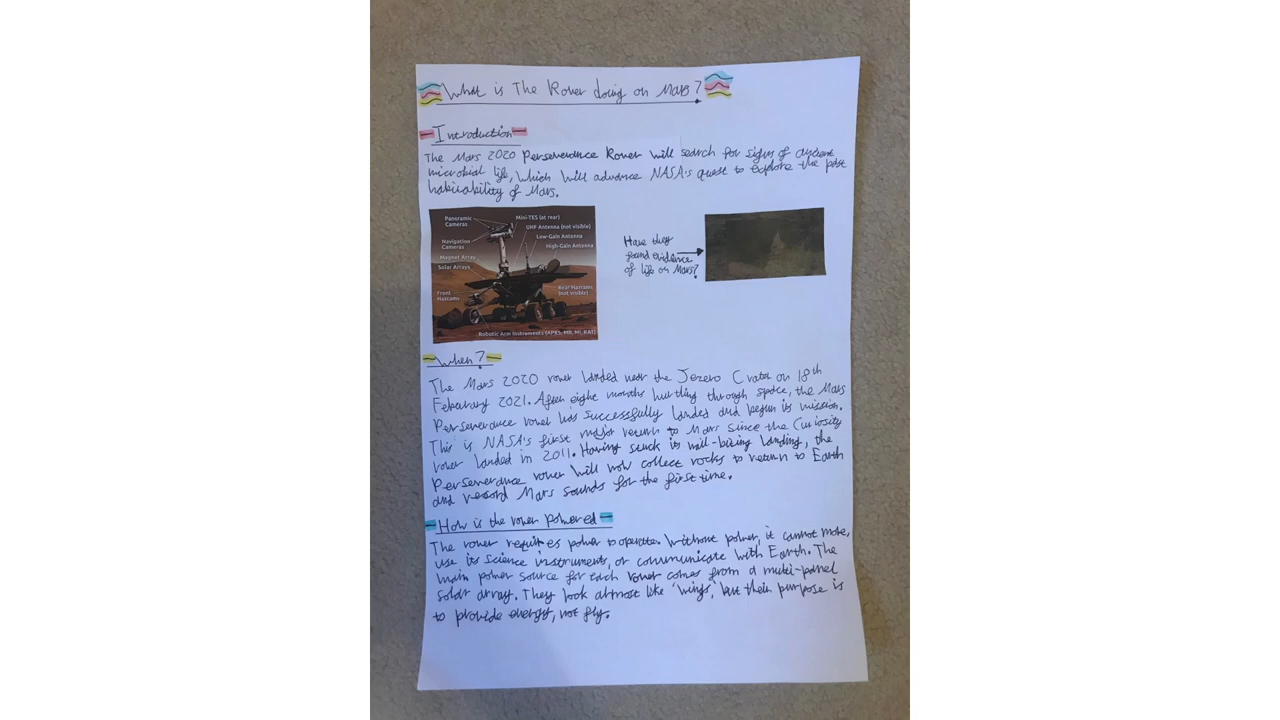 What is The Rover doing on Mars?
Introduction
The Mars 2020 Perseverance Rover will search for signs of ancient
microbial life, which will advance NASA's quest to explore the past
habitability of Mars.
Panoramic Cameras
Mini-TES (at rear)
UHF Antenna (not visible)
Low-Gain Antenna
High-Gain Antenna
Navigation Cameras
Magnet Array
Solar Arrays
Front Hazcams
Rear Hazcams (not visible)
Robotic Arm Instruments (APXS, MB, MI, RAT)
Have they
found evidence
of life on Mars?
When?
The Mars 2020 rover landed near the Jezero Crater on 18th
February 2021. After eight months hurtling through space, the Mars
Perseverance rover has successfully landed and begun its mission.
This is NASA's first major return to Mars since the Curiosity
rover landed in 2011. Having stuck its nail-biting landing, the
Perseverance rover will now collect rocks to return to Earth
and record Mars sounds for the first time.
How is the rover powered
The rover requires power to operate. Without power, it cannot move,
use its science instruments, or communicate with Earth. The
main power source for each rover comes from a multi-panel
solar array. They look almost like 'wings', but their purpose is
to provide energy, not fly.